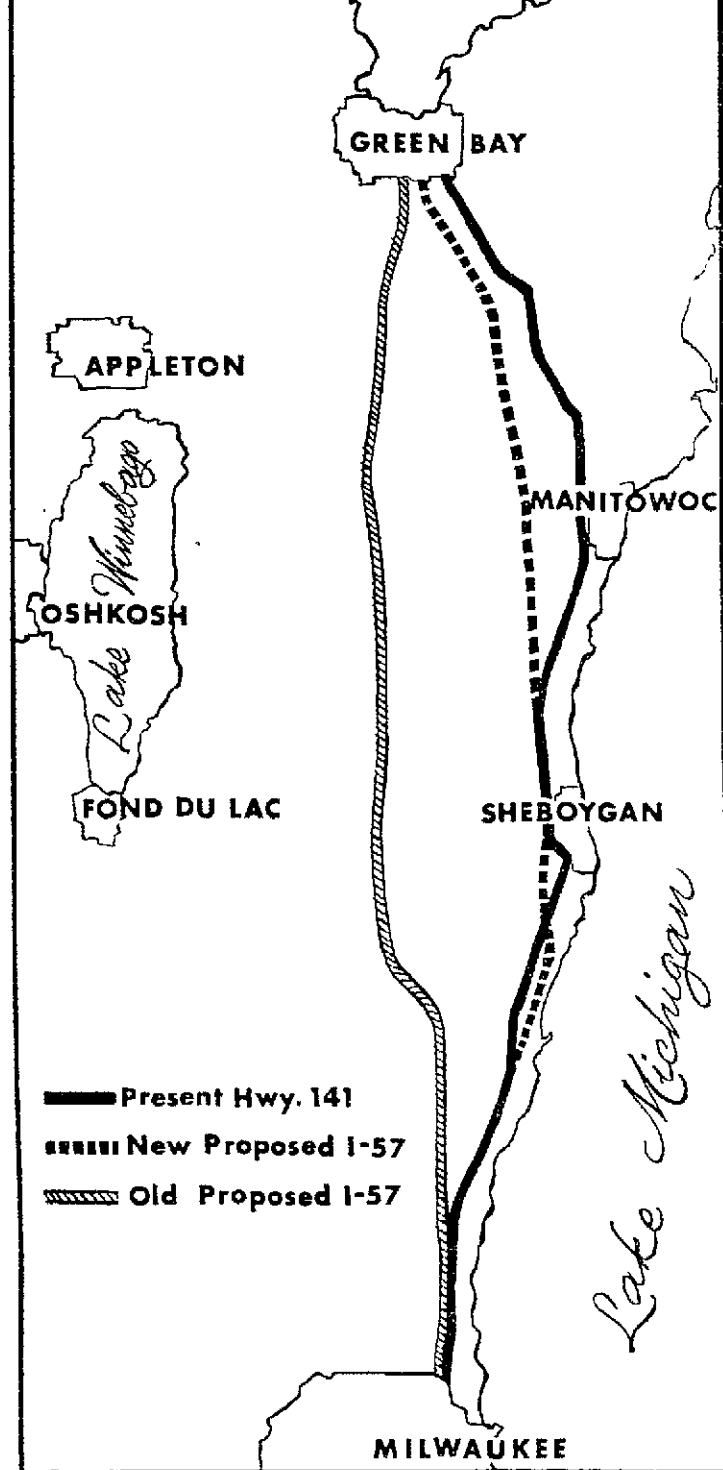 GREEN BAY
APPLETON
Lake Winnebago
MANITOWOC
OSHKOSH
FOND DU LAC
SHEBOYGAN
Lake Michigan
Present Hwy. 141
New Proposed I-57
Old Proposed I-57
MILWAUKEE